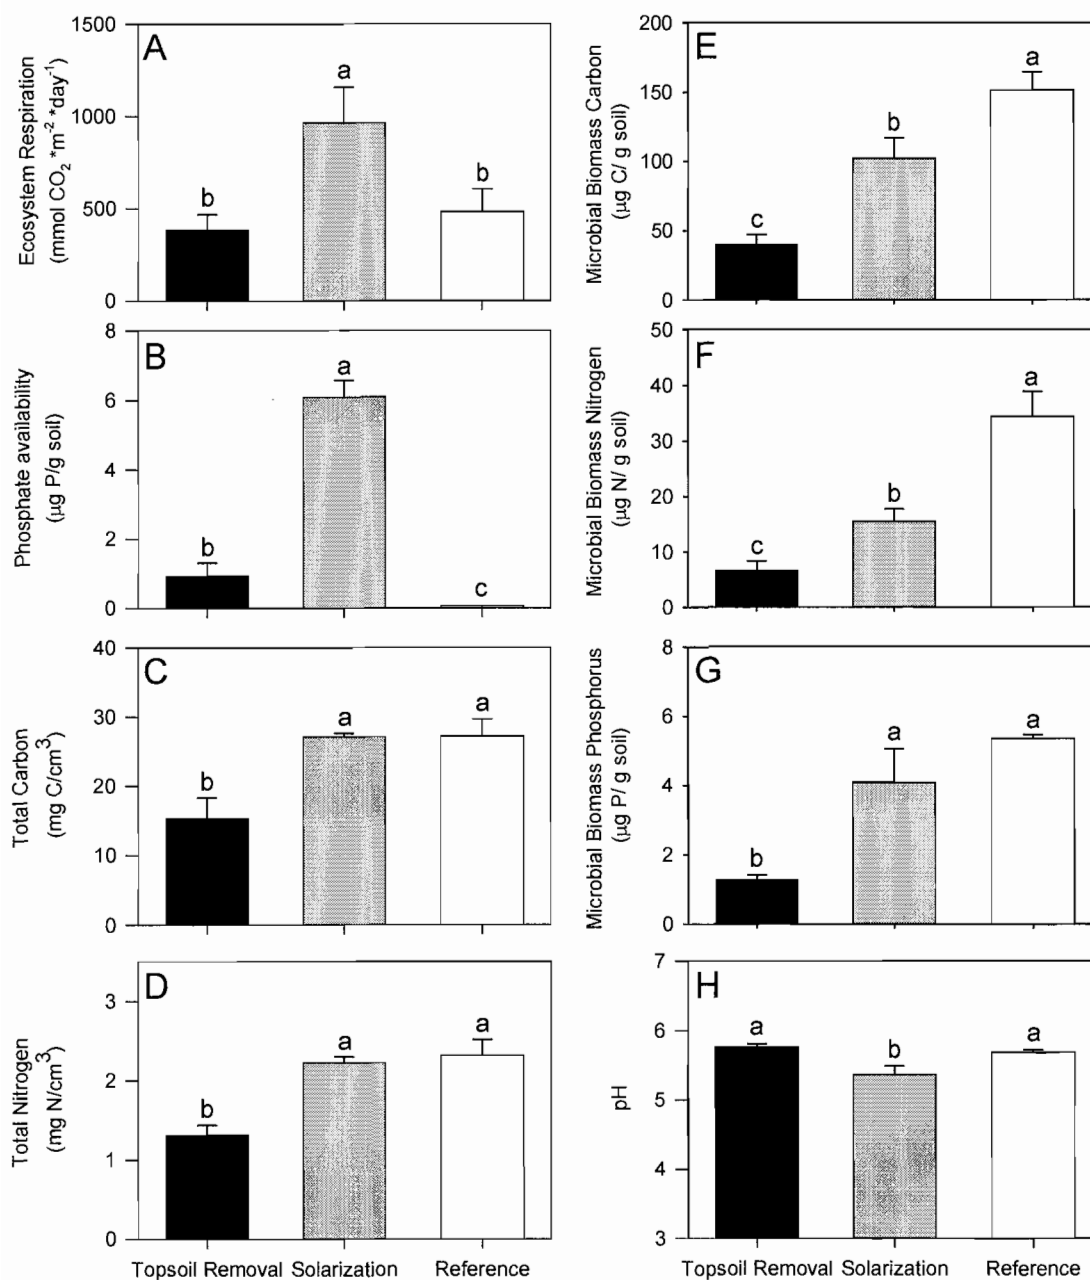 A
Ecosystem Respiration
(mmol CO₂ *m⁻² *day⁻¹)
1500
1000
500
0
b
a
b
B
Phosphate availability
(µg P/g soil)
8
6
4
2
0
b
a
c
C
Total Carbon
(mg C/cm³)
40
30
20
10
0
b
a
a
D
Total Nitrogen
(mg N/cm³)
3
2
1
0
b
a
a
Topsoil Removal Solarization Reference
E
Microbial Biomass Carbon
(µg C/ g soil)
200
150
100
50
0
c
b
a
F
Microbial Biomass Nitrogen
(µg N/ g soil)
50
40
30
20
10
0
c
b
a
G
Microbial Biomass Phosphorus
(µg P/ g soil)
8
6
4
2
0
b
a
a
H
pH
7
6
5
4
3
a
b
a
Topsoil Removal Solarization Reference